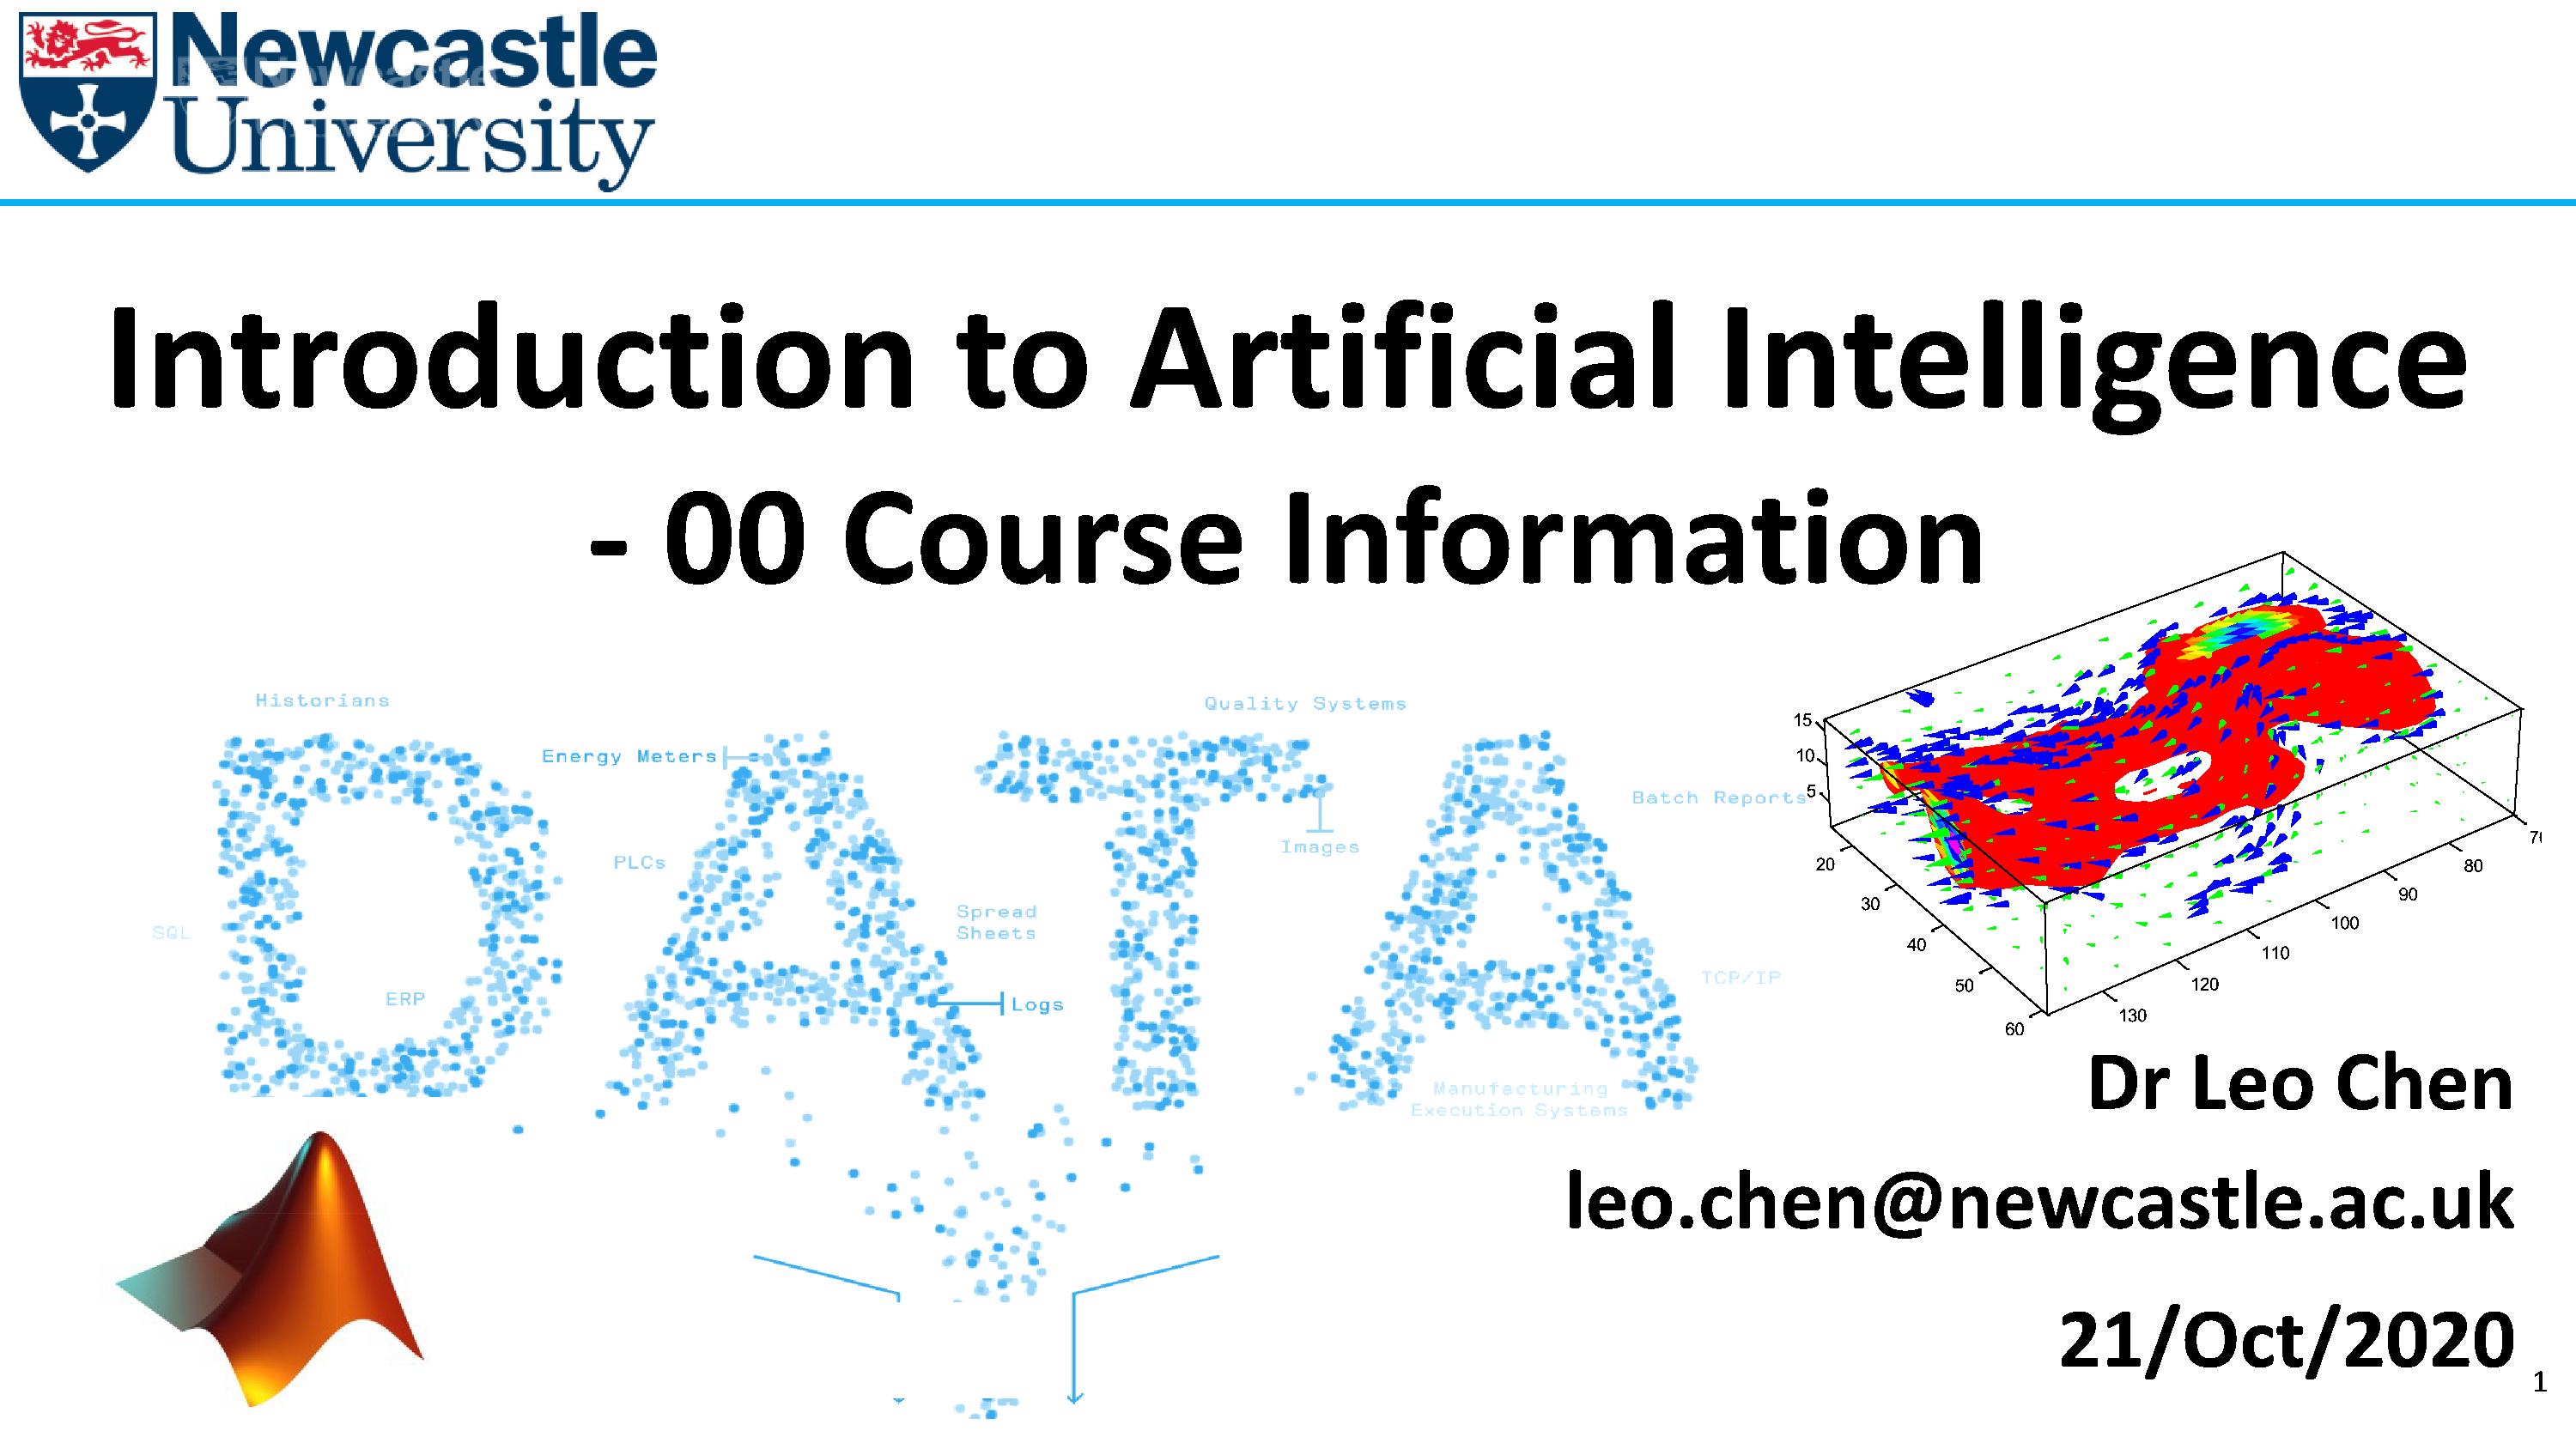 Newcastle
University
Introduction to Artificial Intelligence
- 00 Course Information
Historians
Quality Systems
Energy Meters
Batch Reports
Images
PLCs
Spread
Sheets
SQL
ERP
Logs
TCP/IP
Manufacturing
Execution Systems
15
10
5
20
30
40
50
60
70
80
90
100
110
120
130
Dr Leo Chen
leo.chen@newcastle.ac.uk
21/Oct/2020
1